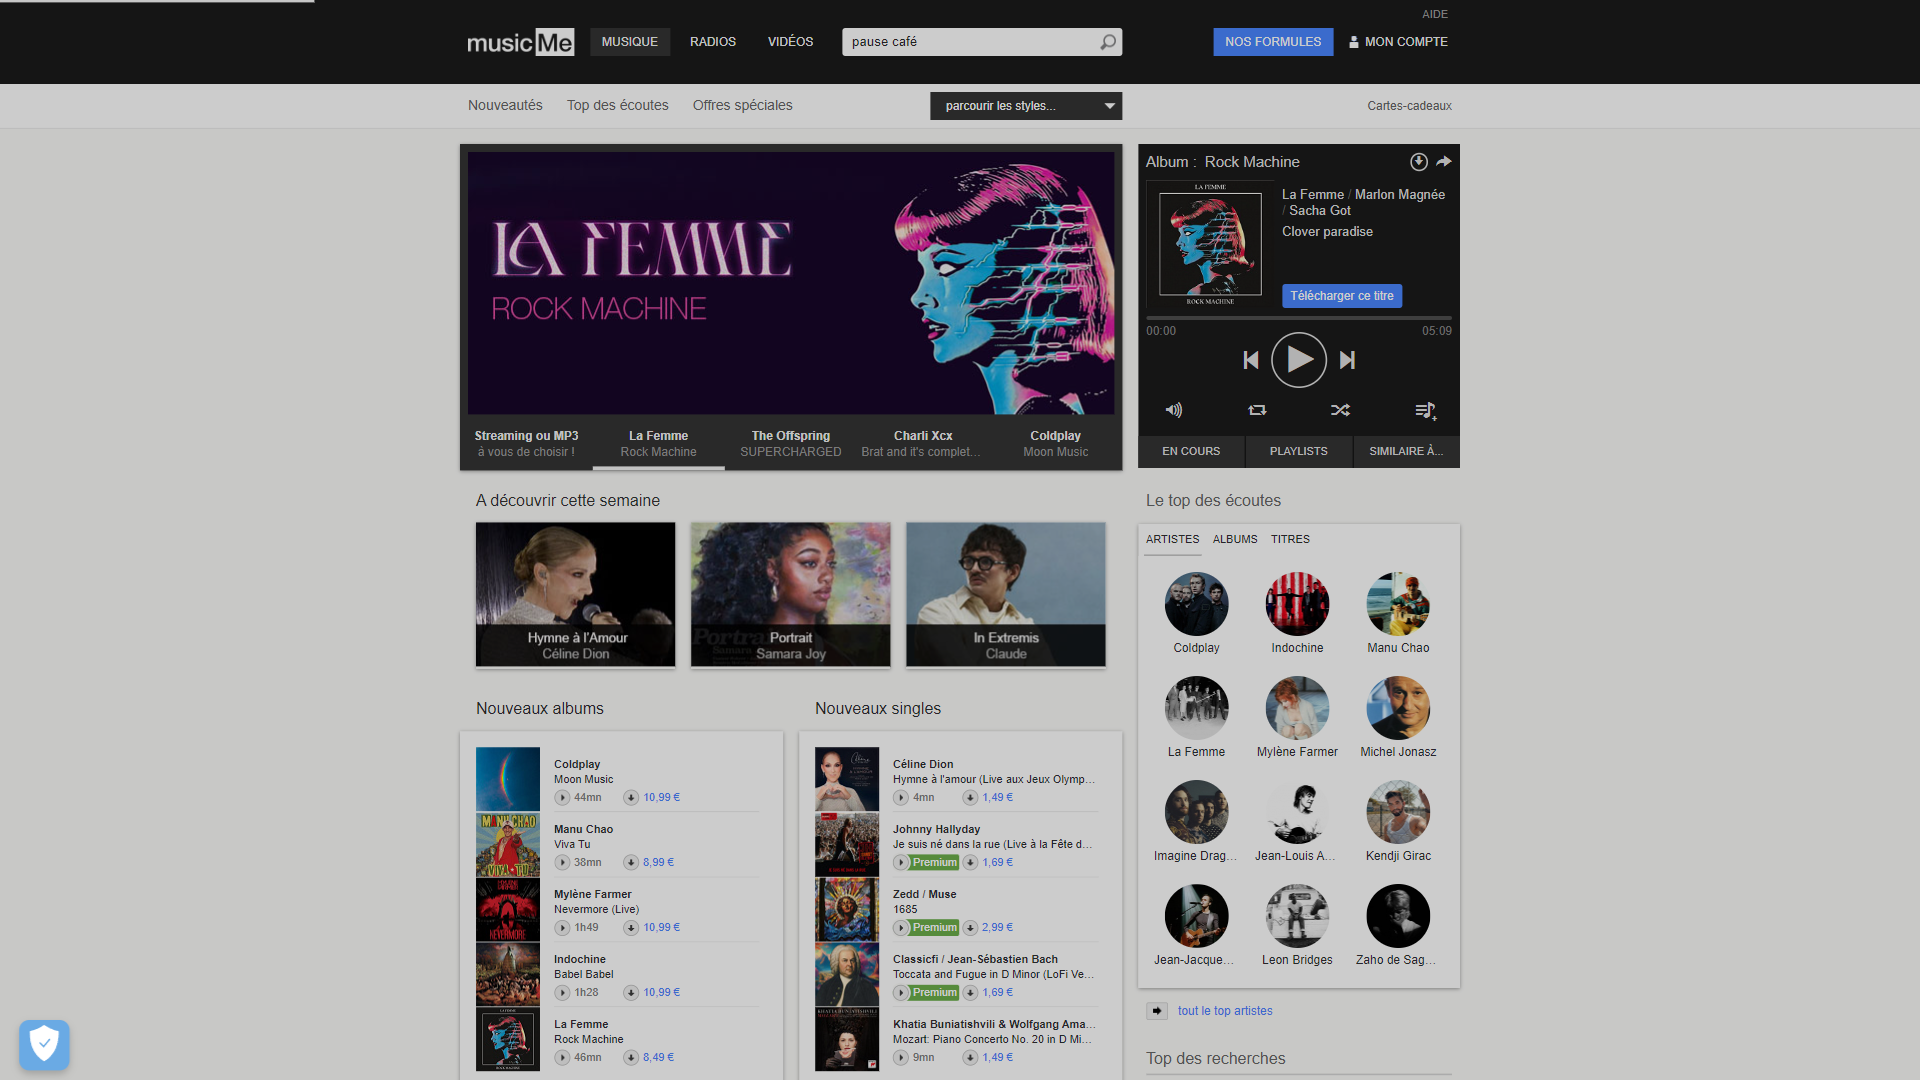 AIDE
musicMe
MUSIQUE
RADIOS
VIDÉOS
pause café
NOS FORMULES
MON COMPTE
Nouveautés
Top des écoutes
Offres spéciales
parcourir les styles...
Cartes-cadeaux
LA FEMME
ROCK MACHINE
Streaming ou MP3
à vous de choisir !
La Femme
Rock Machine
The Offspring
SUPERCHARGED
Charli Xcx
Brat and it's complet...
Coldplay
Moon Music
Album : Rock Machine
LA FEMME
ROCK MACHINE
La Femme / Marlon Magnée
/ Sacha Got
Clover paradise
Télécharger ce titre
00:00
05:09
EN COURS
PLAYLISTS
SIMILAIRE À...
A découvrir cette semaine
Hymne à l'Amour
Céline Dion
Portrait
Samara Joy
In Extremis
Claude
Le top des écoutes
ARTISTES
ALBUMS
TITRES
Coldplay
Indochine
Manu Chao
La Femme
Mylène Farmer
Michel Jonasz
Imagine Drag...
Jean-Louis A...
Kendji Girac
Jean-Jacque...
Leon Bridges
Zaho de Sag...
tout le top artistes
Top des recherches
Nouveaux albums
Coldplay
Moon Music
44mn
10,99 €
MANU CHAO
VIVA TU
Manu Chao
Viva Tu
38mn
8,99 €
NEVERMORE
Mylène Farmer
Nevermore (Live)
1h49
10,99 €
Indochine
Babel Babel
1h28
10,99 €
LA FEMME
ROCK MACHINE
La Femme
Rock Machine
46mn
8,49 €
Nouveaux singles
Céline Dion
Hymne à l'amour (Live aux Jeux Olymp...
4mn
1,49 €
Johnny Hallyday
Je suis né dans la rue (Live à la Fête d...
Premium
1,69 €
Zedd / Muse
1685
Premium
2,99 €
Classicfi / Jean-Sébastien Bach
Toccata and Fugue in D Minor (LoFi Ve...
Premium
1,69 €
KHATIA BUNIATISHVILI
Khatia Buniatishvili & Wolfgang Ama...
Mozart: Piano Concerto No. 20 in D Mi...
9mn
1,49 €